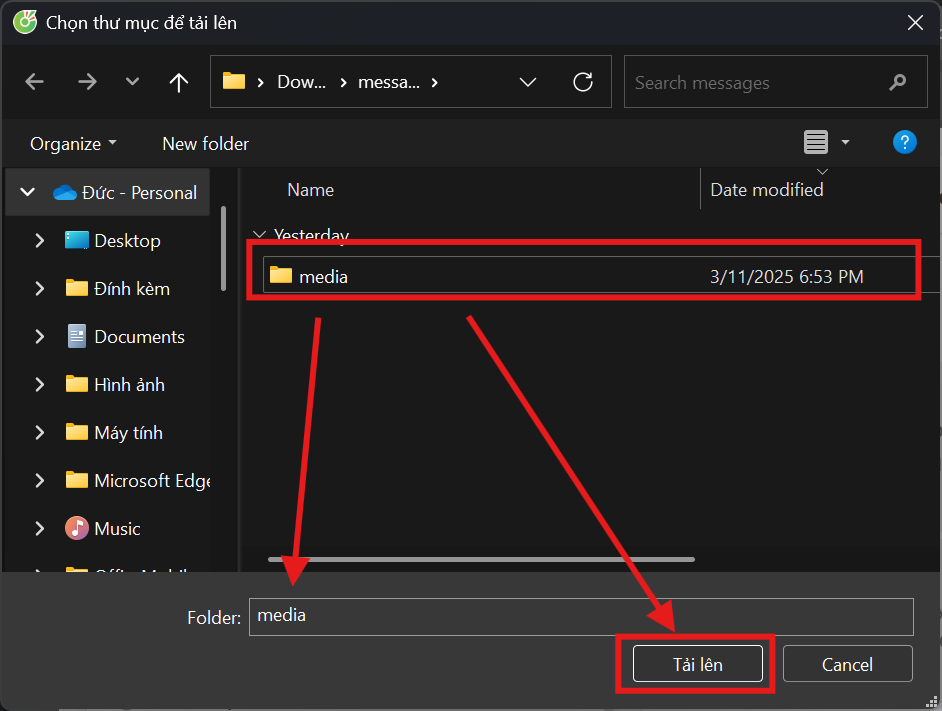 Chọn thư mục để tải lên
Dow... messa...
Search messages
Organize
New folder
?
Name
Date modified
Đức - Personal
Desktop
Đính kèm
Documents
Hình ảnh
Máy tính
Microsoft Edge
Music
Yesterday
media 3/11/2025 6:53 PM
Folder: media
Tải lên
Cancel